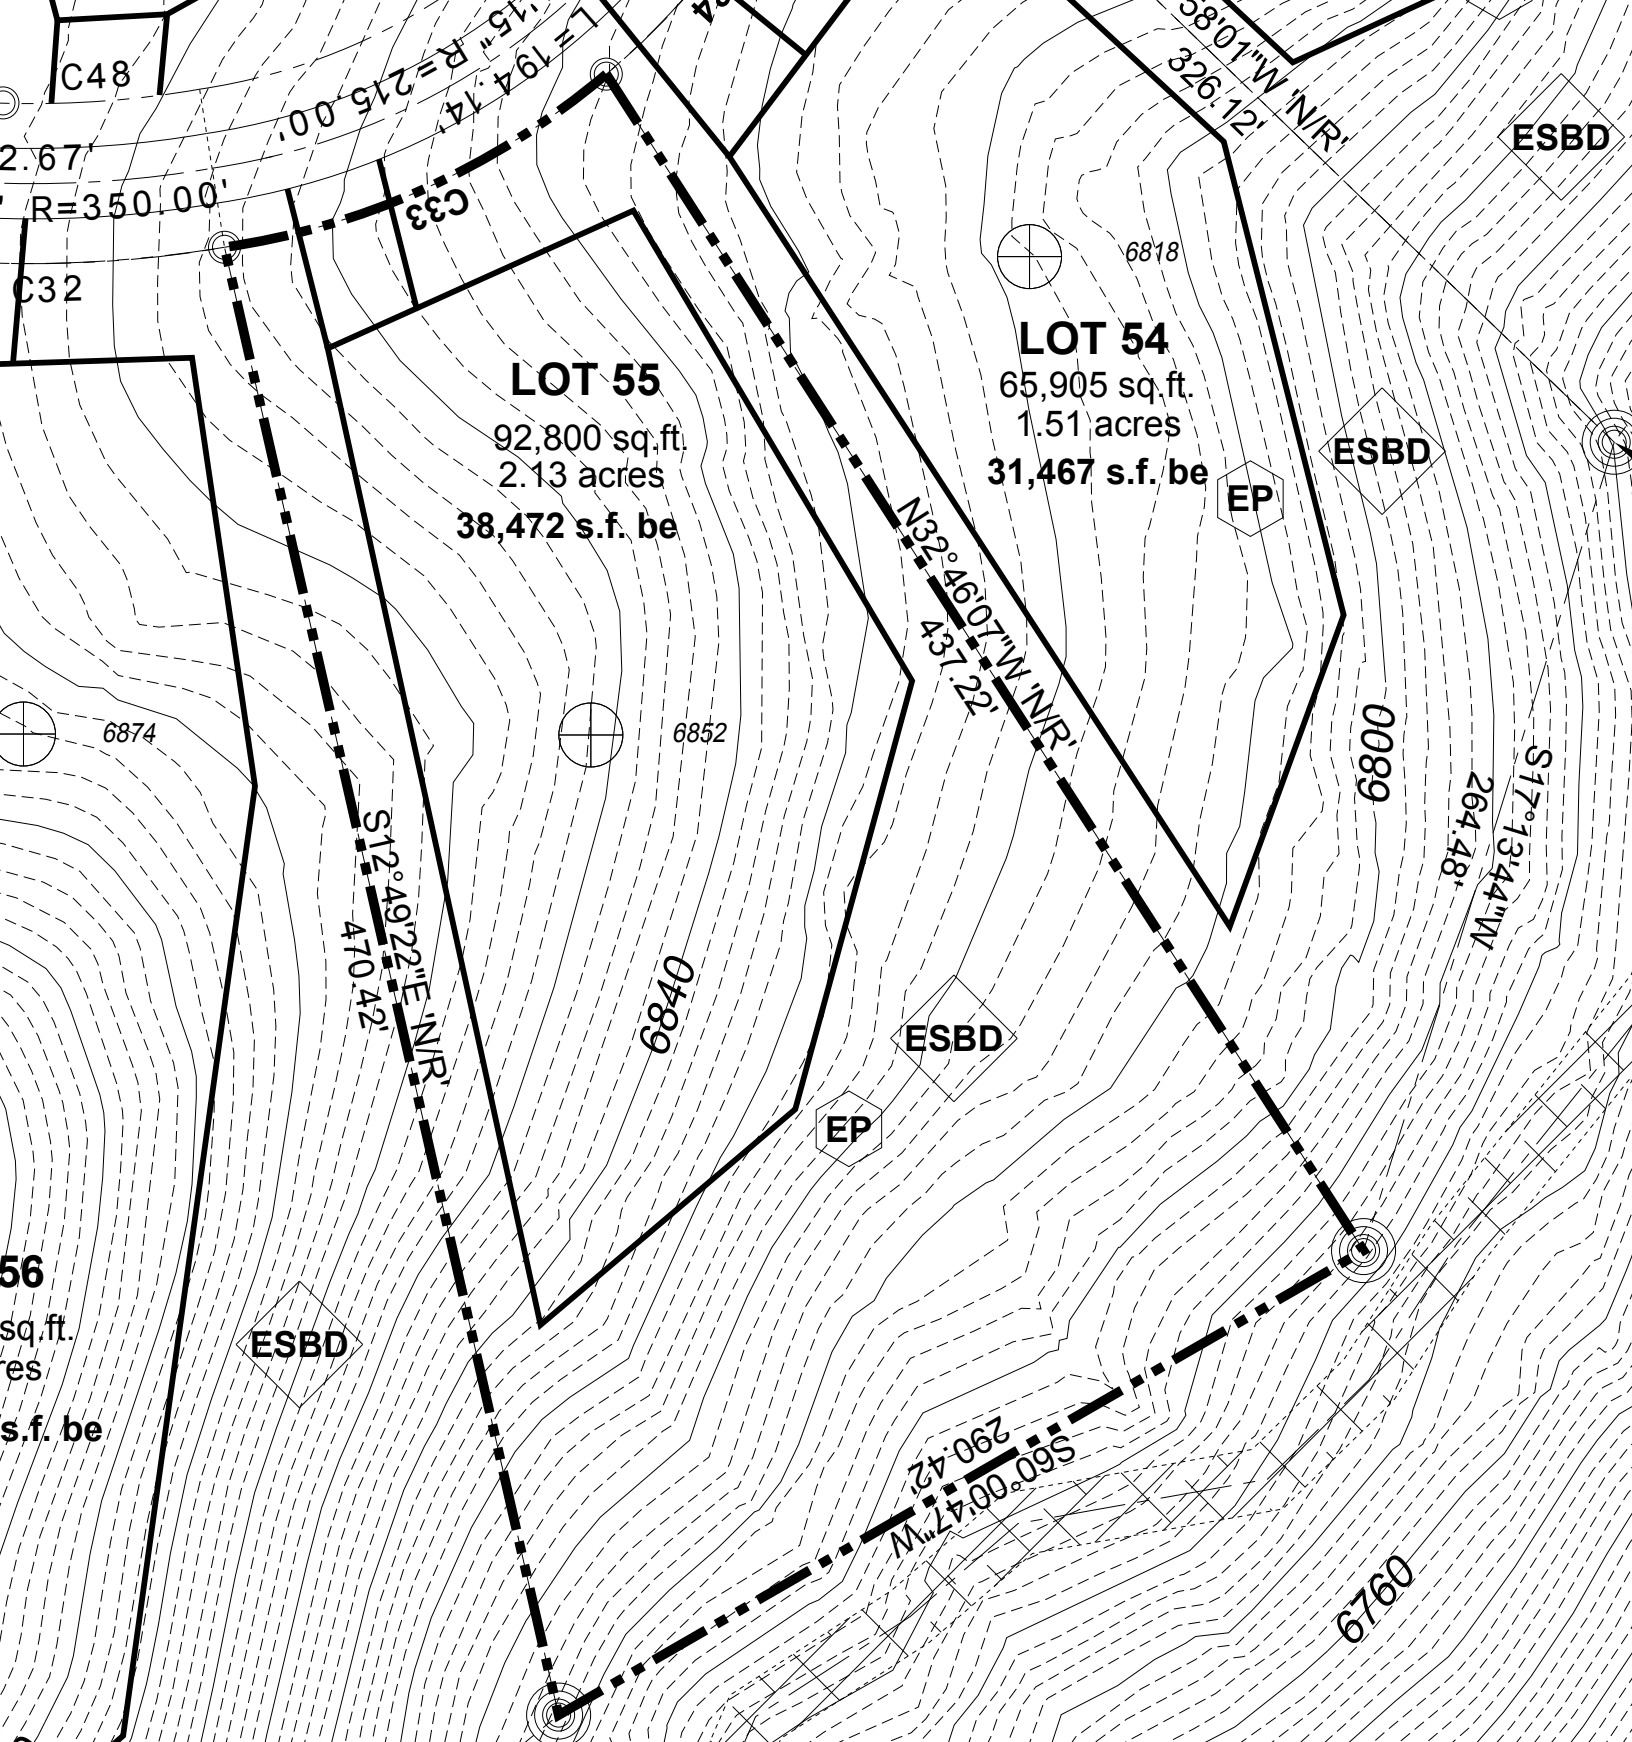 C48
'15" R=215.00'
L=194.14'
58'01"W 'N/R'
326.12'
ESBD
2.67'
' R=350.00'
C33
C32
6818
LOT 54
65,905 sq.ft.
1.51 acres
31,467 s.f. be
EP
ESBD
LOT 55
92,800 sq.ft.
2.13 acres
38,472 s.f. be
N32°46'07"W 'N/R'
437.22'
6874
6852
6800
S17°13'44"W
264.48'
S12°49'22"E 'N/R'
470.42'
6840
ESBD
EP
56
sq.ft.
res
s.f. be
ESBD
290.42'
S60°00'47"W
6760